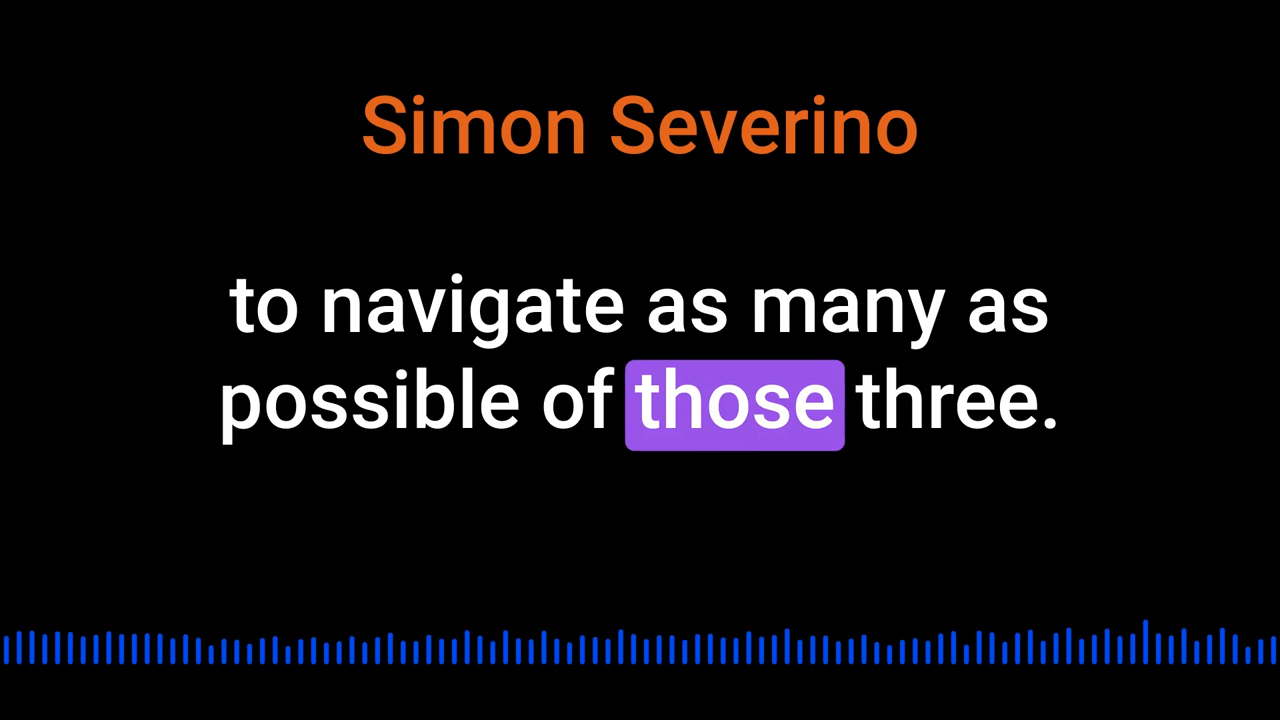 Simon Severino
to navigate as many as
possible of those three.